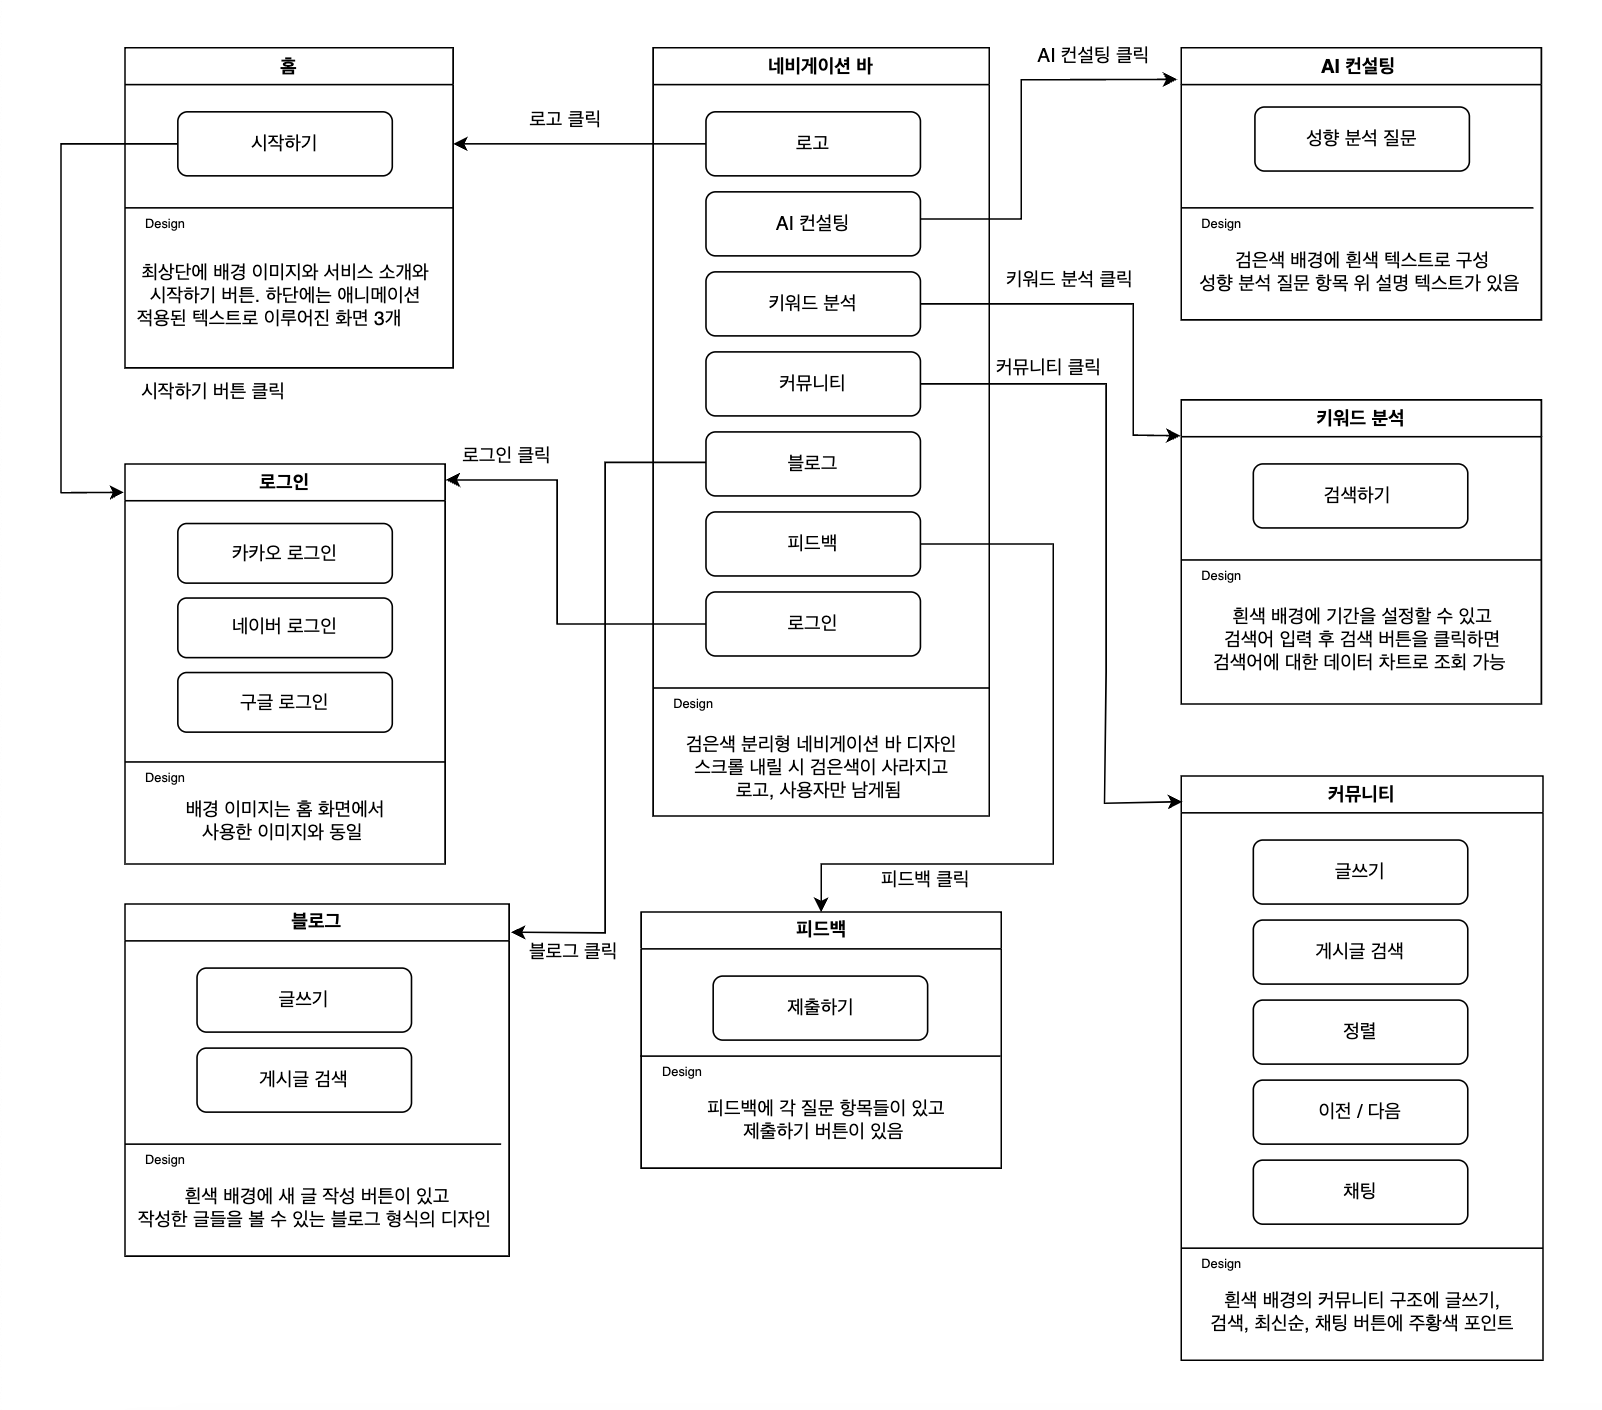 홈
시작하기
Design
최상단에 배경 이미지와 서비스 소개와
시작하기 버튼. 하단에는 애니메이션
적용된 텍스트로 이루어진 화면 3개
시작하기 버튼 클릭
로고 클릭
네비게이션 바
로고
AI 컨설팅
키워드 분석
커뮤니티
블로그
피드백
로그인
Design
검은색 분리형 네비게이션 바 디자인
스크롤 내릴 시 검은색이 사라지고
로고, 사용자만 남게됨
AI 컨설팅 클릭
키워드 분석 클릭
커뮤니티 클릭
AI 컨설팅
성향 분석 질문
Design
검은색 배경에 흰색 텍스트로 구성
성향 분석 질문 항목 위 설명 텍스트가 있음
키워드 분석
검색하기
Design
흰색 배경에 기간을 설정할 수 있고
검색어 입력 후 검색 버튼을 클릭하면
검색어에 대한 데이터 차트로 조회 가능
로그인 클릭
로그인
카카오 로그인
네이버 로그인
구글 로그인
Design
배경 이미지는 홈 화면에서
사용한 이미지와 동일
블로그 클릭
블로그
글쓰기
게시글 검색
Design
흰색 배경에 새 글 작성 버튼이 있고
작성한 글들을 볼 수 있는 블로그 형식의 디자인
피드백 클릭
피드백
제출하기
Design
피드백에 각 질문 항목들이 있고
제출하기 버튼이 있음
커뮤니티
글쓰기
게시글 검색
정렬
이전 / 다음
채팅
Design
흰색 배경의 커뮤니티 구조에 글쓰기,
검색, 최신순, 채팅 버튼에 주황색 포인트